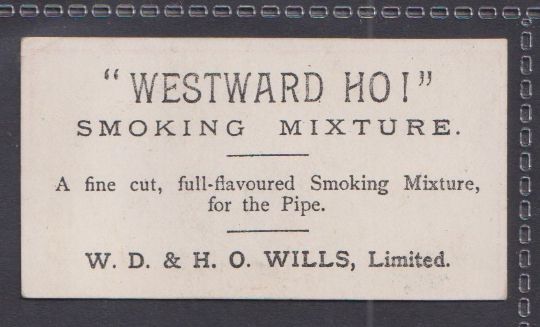 "WESTWARD HO!"
SMOKING MIXTURE.
A fine cut, full-flavoured Smoking Mixture,
for the Pipe.
W. D. & H. O. WILLS, Limited.